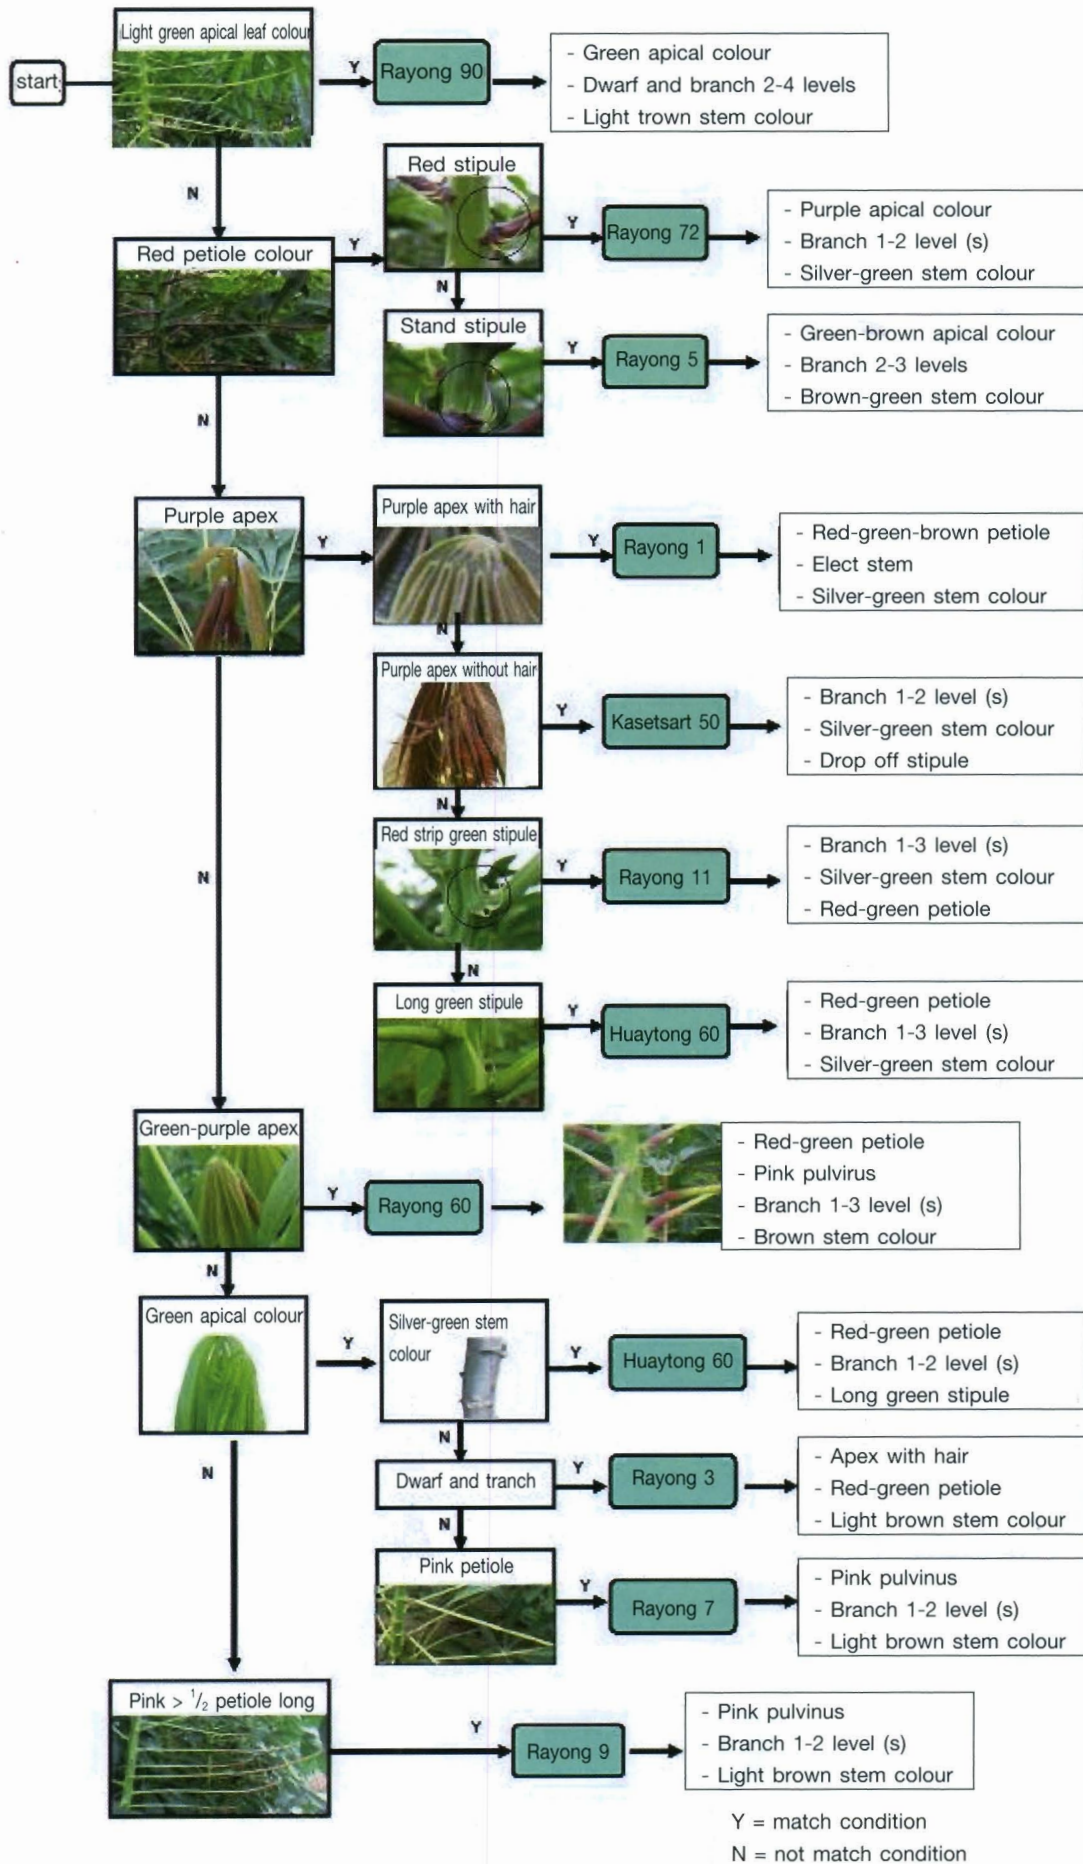 Light green apical leaf colour
start
Y
Rayong 90
- Green apical colour
- Dwarf and branch 2-4 levels
- Light trown stem colour
N
Red stipule
Y
Rayong 72
- Purple apical colour
- Branch 1-2 level (s)
- Silver-green stem colour
Red petiole colour
Y
N
Stand stipule
Y
Rayong 5
- Green-brown apical colour
- Branch 2-3 levels
- Brown-green stem colour
N
Purple apex
Y
Purple apex with hair
Y
Rayong 1
- Red-green-brown petiole
- Elect stem
- Silver-green stem colour
N
Purple apex without hair
Y
Kasetsart 50
- Branch 1-2 level (s)
- Silver-green stem colour
- Drop off stipule
N
Red strip green stipule
Y
Rayong 11
- Branch 1-3 level (s)
- Silver-green stem colour
- Red-green petiole
N
N
Long green stipule
Y
Huaytong 60
- Red-green petiole
- Branch 1-3 level (s)
- Silver-green stem colour
Green-purple apex
Y
Rayong 60
- Red-green petiole
- Pink pulvirus
- Branch 1-3 level (s)
- Brown stem colour
N
Green apical colour
Y
Silver-green stem
colour
Y
Huaytong 60
- Red-green petiole
- Branch 1-2 level (s)
- Long green stipule
N
N
Dwarf and tranch
Y
Rayong 3
- Apex with hair
- Red-green petiole
- Light brown stem colour
N
Pink petiole
Y
Rayong 7
- Pink pulvinus
- Branch 1-2 level (s)
- Light brown stem colour
Pink > 1/2 petiole long
Y
Rayong 9
- Pink pulvinus
- Branch 1-2 level (s)
- Light brown stem colour
Y = match condition
N = not match condition